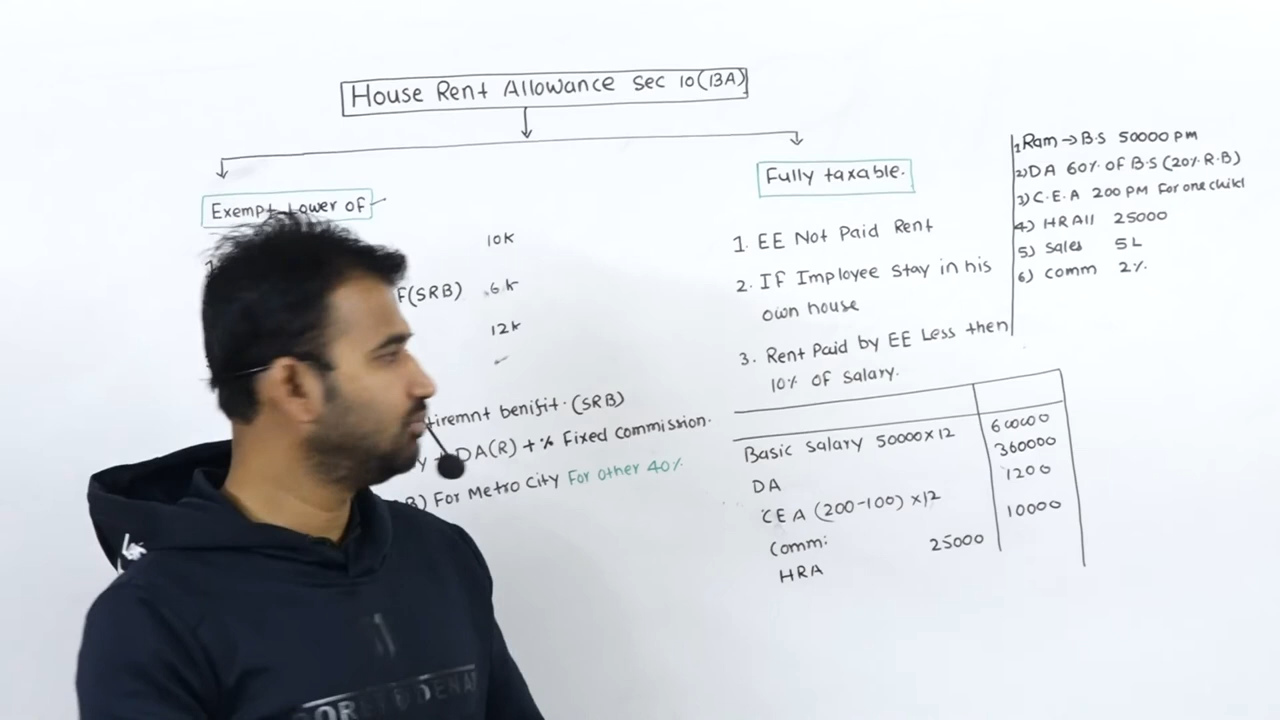 House Rent Allowance sec 10(13A)
Exempt Lower of
10k
F(SRB) 6k
12k
tiremnt benifit. (SRB)
DA(R) + % Fixed commission.
B) For Metro City For other 40%
Fully taxable.
1. EE Not Paid Rent
2. If Imployee stay in his
own house
3. Rent Paid by EE Less then
10% of salary.
1) Ram → B.S 50000 pm
2) DA 60% of B.S (20% R.B)
3) C.E.A 200 PM for one child
4) HRA 25000
5) Sales 5L
6) Comm 2%
Basic salary 50000×12 600000
DA 360000
CEA (200-100) ×12 1200
Commi 10000
HRA 25000